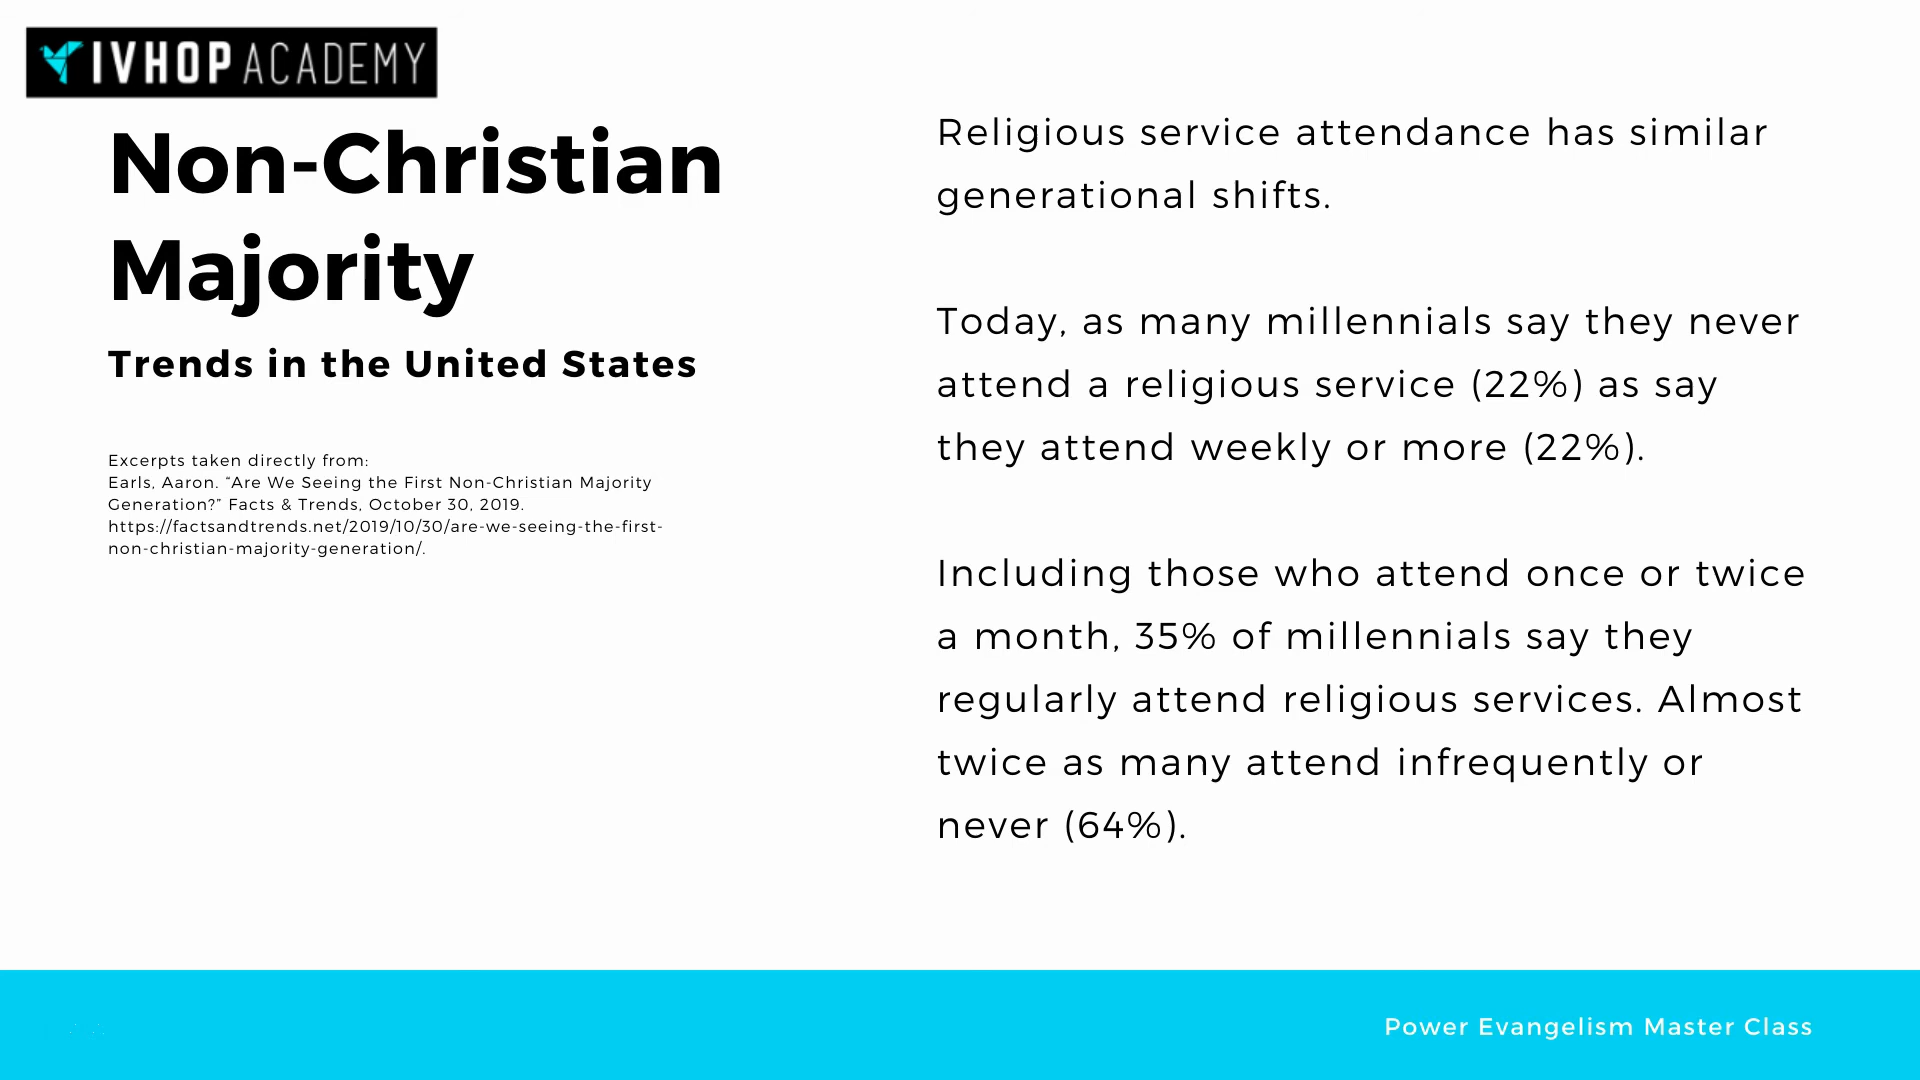 IVHOP ACADEMY
Non-Christian
Majority
Trends in the United States
Excerpts taken directly from:
Earls, Aaron. “Are We Seeing the First Non-Christian Majority
Generation?” Facts & Trends, October 30, 2019.
https://factsandtrends.net/2019/10/30/are-we-seeing-the-first-
non-christian-majority-generation/.
Religious service attendance has similar
generational shifts.
Today, as many millennials say they never
attend a religious service (22%) as say
they attend weekly or more (22%).
Including those who attend once or twice
a month, 35% of millennials say they
regularly attend religious services. Almost
twice as many attend infrequently or
never (64%).
Power Evangelism Master Class